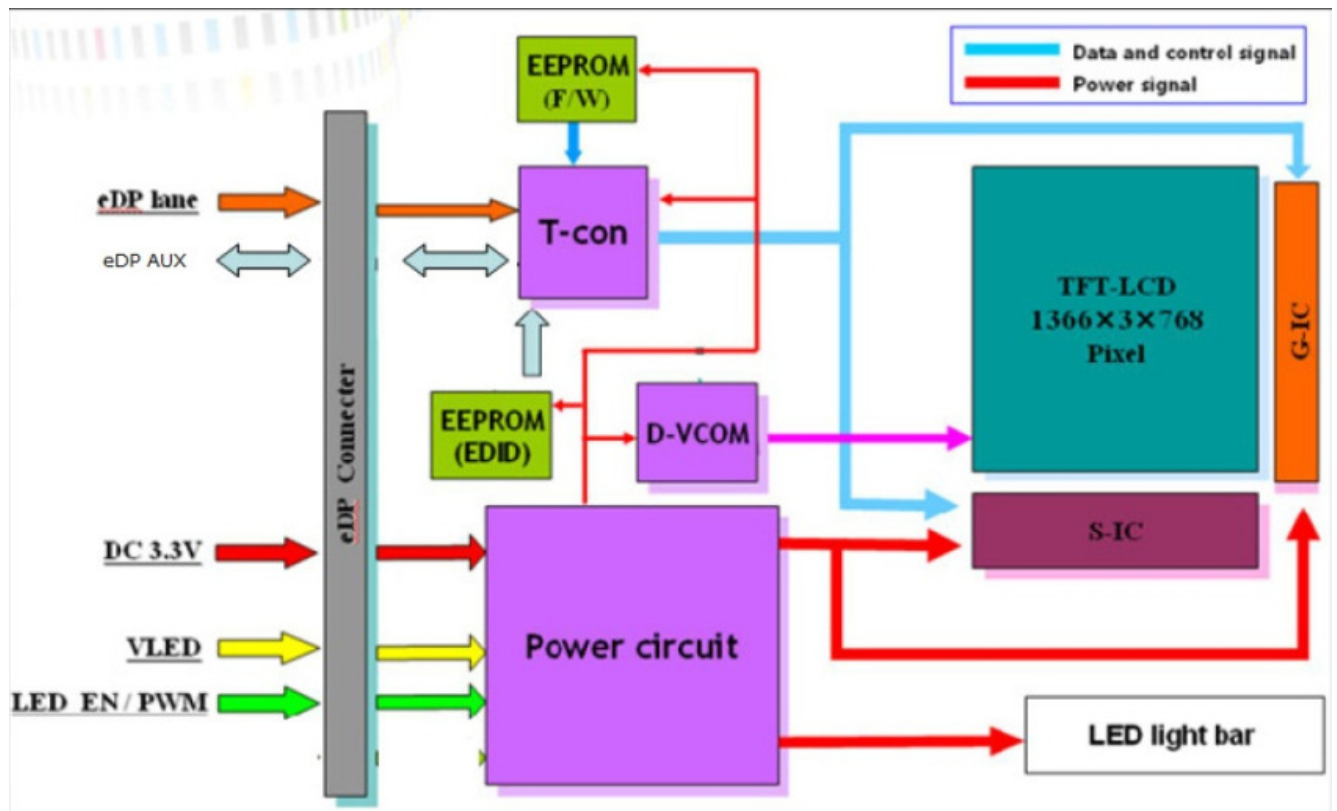 EEPROM
(F/W)
Data and control signal
Power signal
eDP lane
eDP AUX
T-con
TFT-LCD
1366×3×768
Pixel
G-IC
eDP Connecter
EEPROM
(EDID)
D-VCOM
S-IC
DC 3.3V
VLED
LED EN / PWM
Power circuit
LED light bar